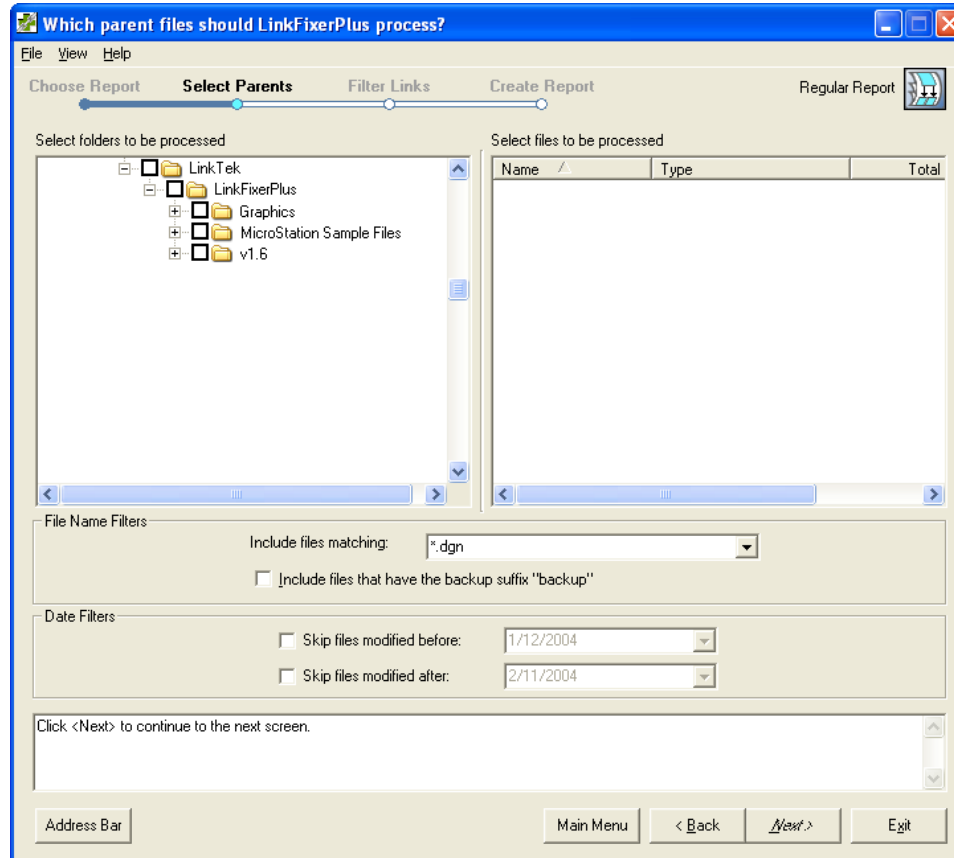 Which parent files should LinkFixerPlus process?
File View Help
Choose Report Select Parents Filter Links Create Report Regular Report
Select folders to be processed
LinkTek
LinkFixerPlus
Graphics
MicroStation Sample Files
v1.6
Select files to be processed
Name Type Total
File Name Filters
Include files matching: *.dgn
Include files that have the backup suffix "backup"
Date Filters
Skip files modified before: 1/12/2004
Skip files modified after: 2/11/2004
Click <Next> to continue to the next screen.
Address Bar Main Menu < Back Next > Exit